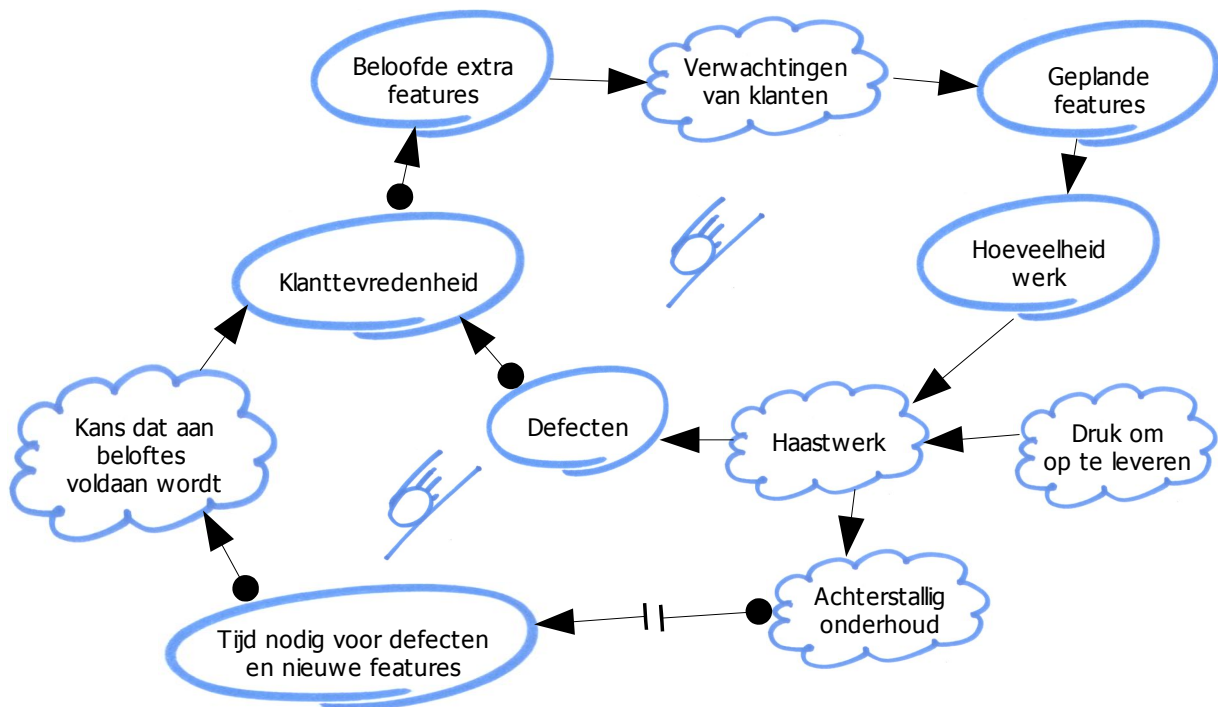 Beloofde extra
features
Verwachtingen
van klanten
Geplande
features
Klanttevredenheid
Hoeveelheid
werk
Kans dat aan
beloftes
voldaan wordt
Defecten
Haastwerk
Druk om
op te leveren
Tijd nodig voor defecten
en nieuwe features
Achterstallig
onderhoud